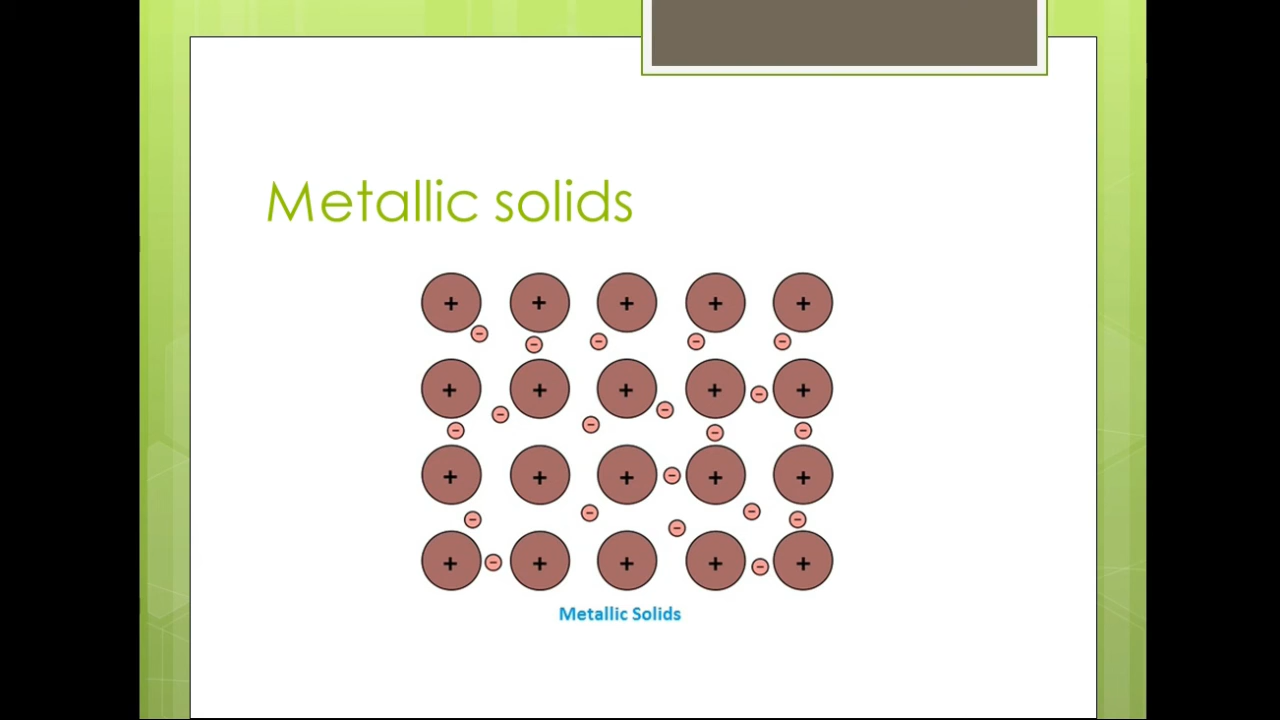 Metallic solids
+ + + + +
− − − − −
+ + + + +
− − − −
− − − −
+ + + + +
−
− − − − −
−
+ + + + +
− −
Metallic Solids